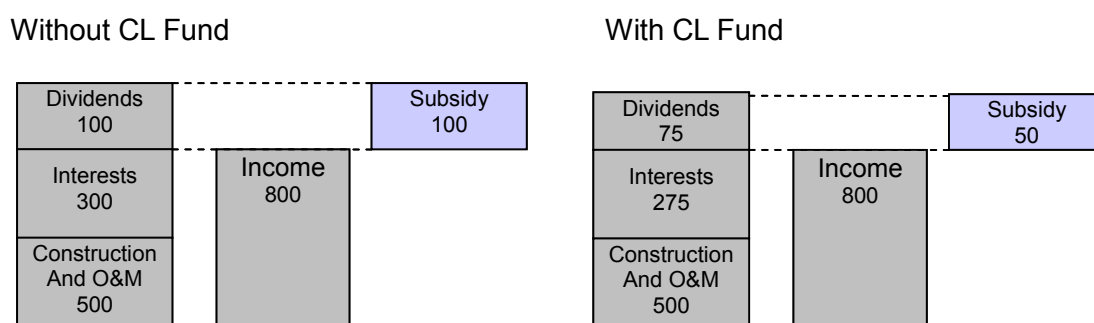 Without CL Fund
Dividends
100
Interests
300
Construction
And O&M
500
Income
800
Subsidy
100
With CL Fund
Dividends
75
Interests
275
Construction
And O&M
500
Income
800
Subsidy
50